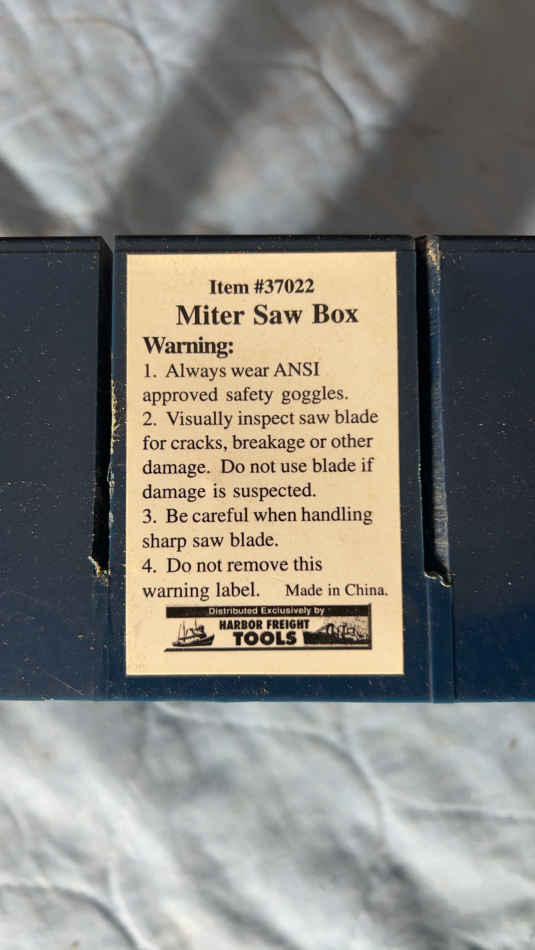 Item #37022
Miter Saw Box
Warning:
1. Always wear ANSI
approved safety goggles.
2. Visually inspect saw blade
for cracks, breakage or other
damage. Do not use blade if
damage is suspected.
3. Be careful when handling
sharp saw blade.
4. Do not remove this
warning label. Made in China.
Distributed Exclusively by
HARBOR FREIGHT
TOOLS